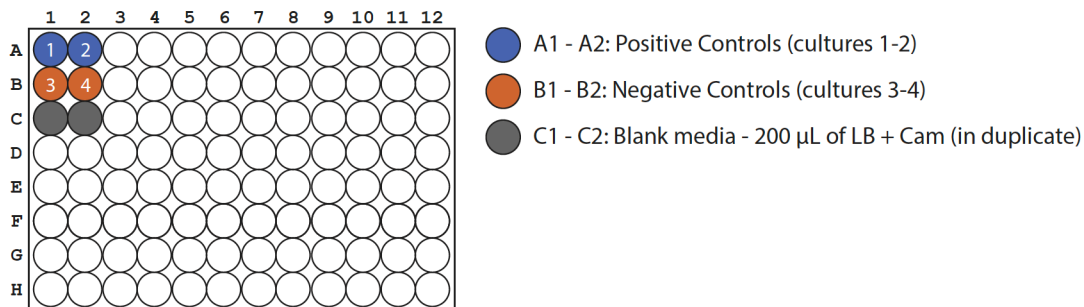 1 2 3 4 5 6 7 8 9 10 11 12
A 1 2
B 3 4
C
D
E
F
G
H
A1 - A2: Positive Controls (cultures 1-2)
B1 - B2: Negative Controls (cultures 3-4)
C1 - C2: Blank media - 200 µL of LB + Cam (in duplicate)